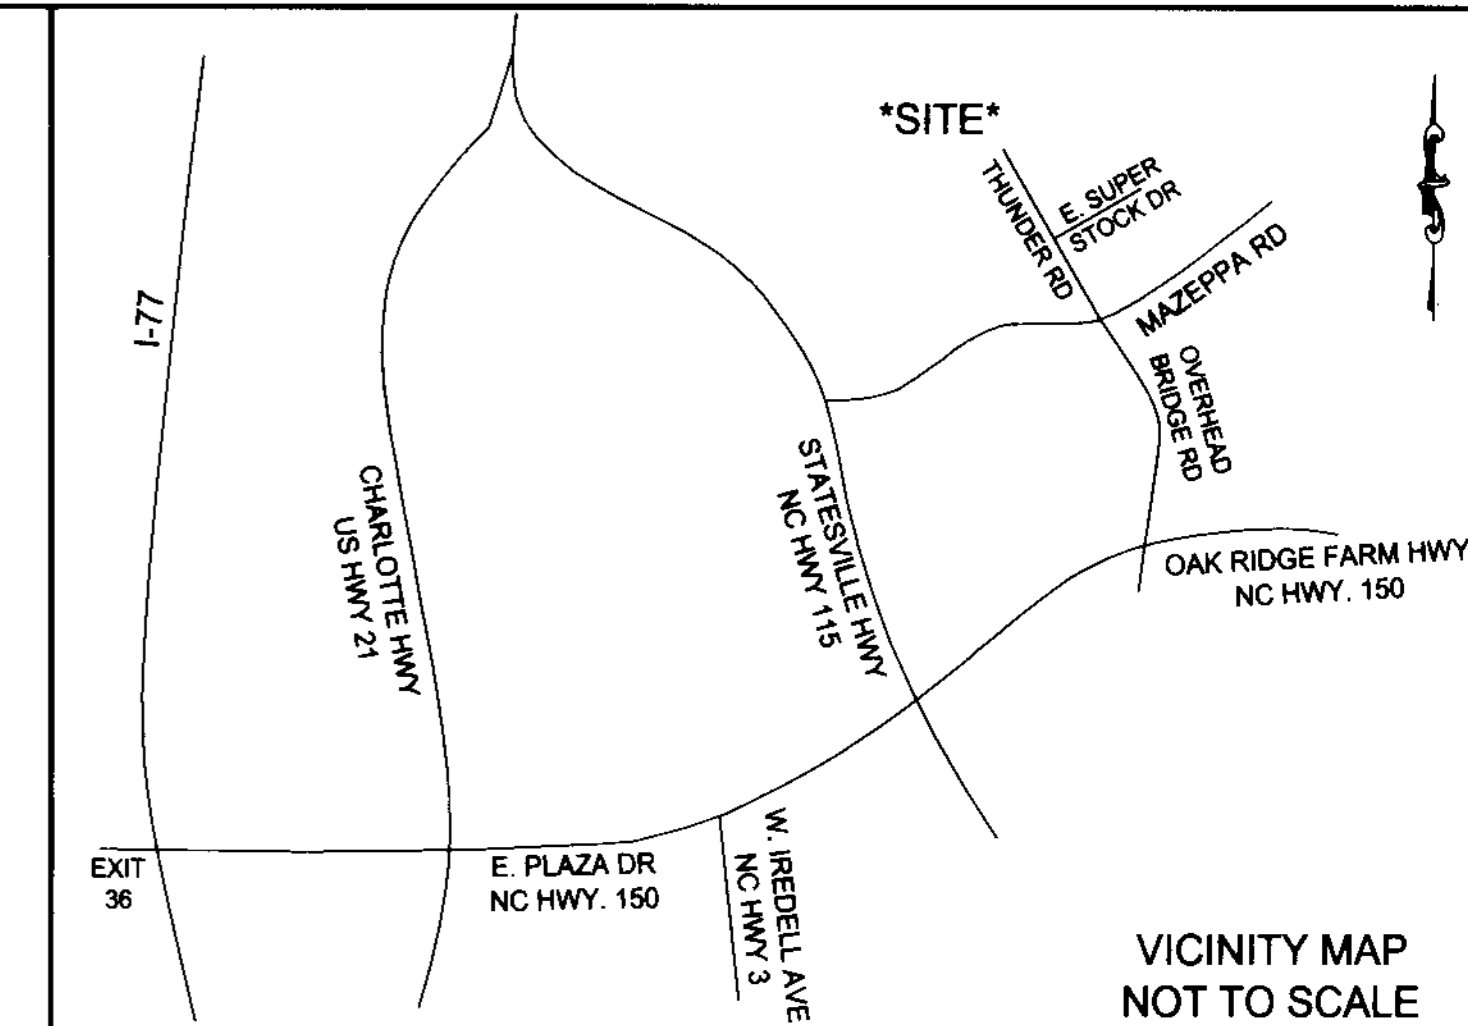 *SITE*
THUNDER RD
E. SUPER
STOCK DR
MAZEPPA RD
I-77
OVERHEAD
BRIDGE RD
CHARLOTTE HWY
US HWY 21
STATESVILLE HWY
NC HWY 115
OAK RIDGE FARM HWY
NC HWY. 150
EXIT
36
E. PLAZA DR
NC HWY. 150
W. IREDELL AVE
NC HWY 3
VICINITY MAP
NOT TO SCALE